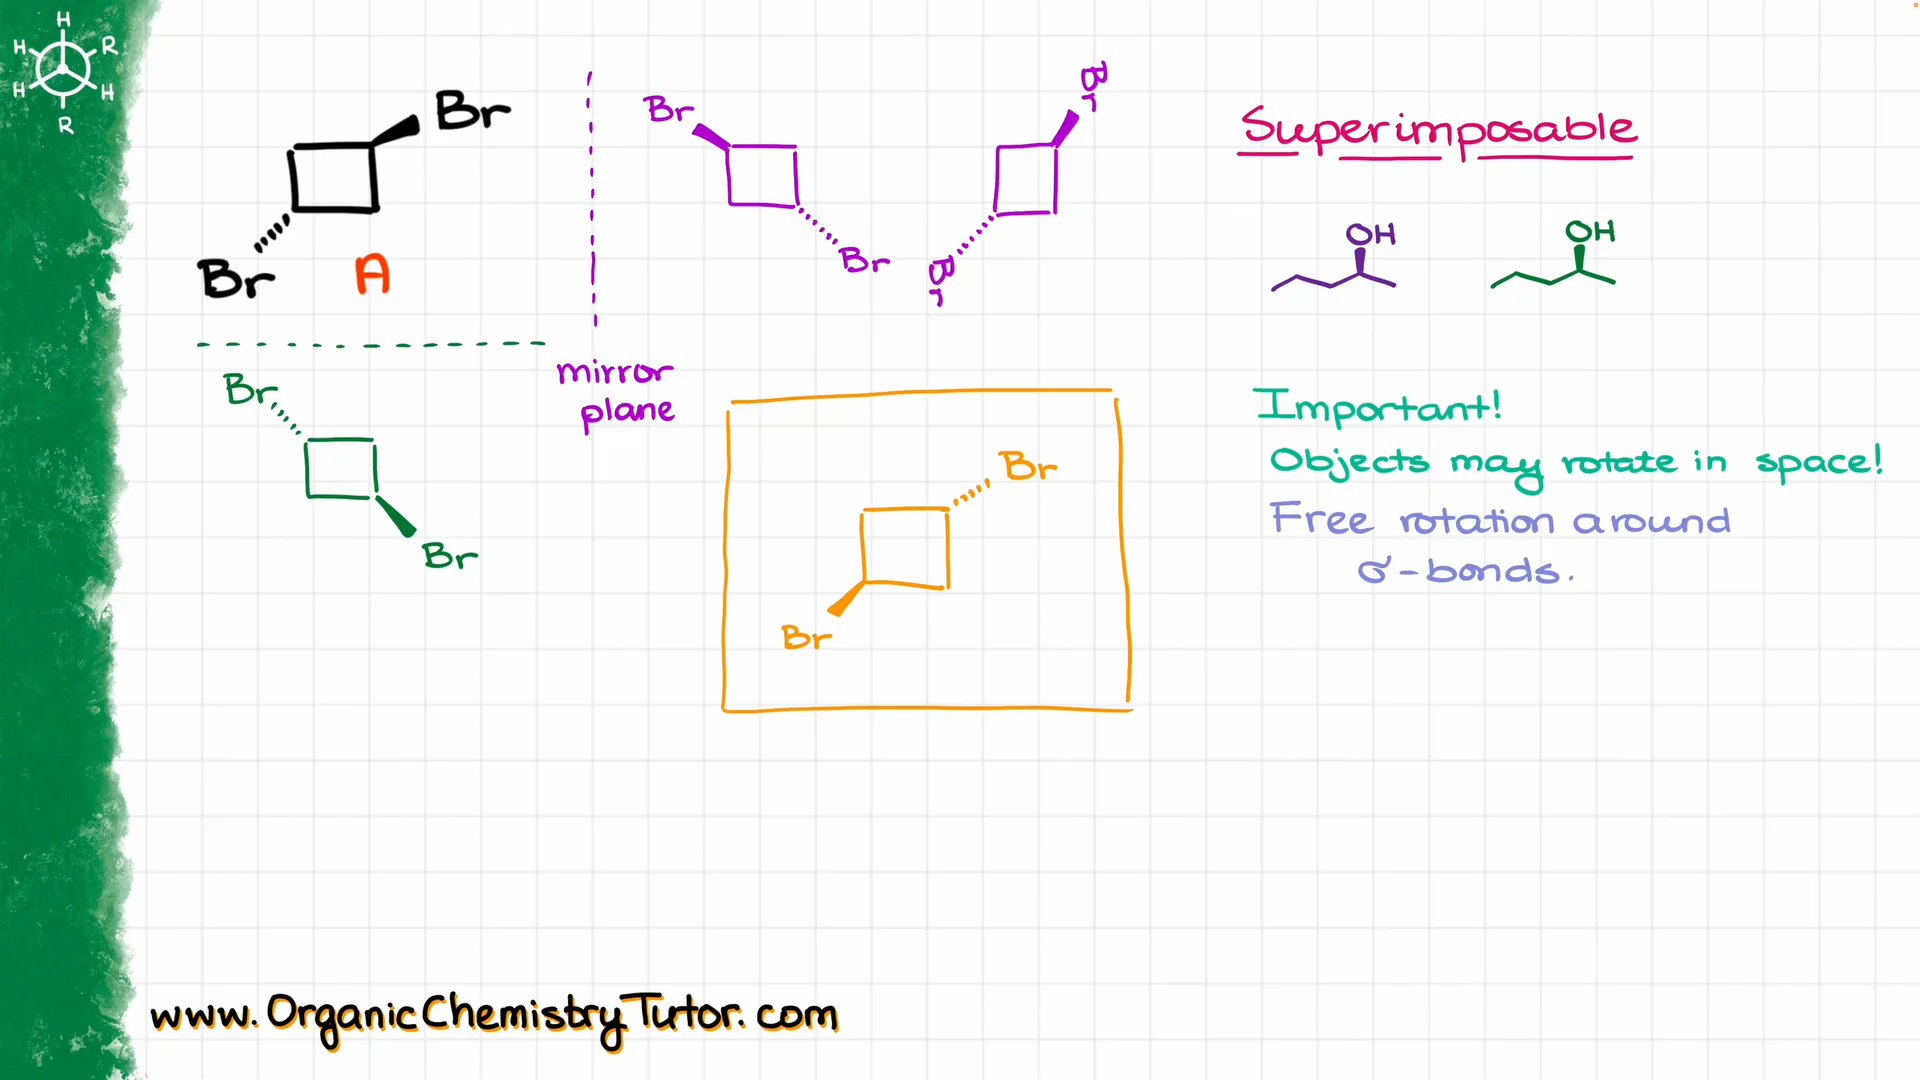 H
H R
H H
R
Br
Br
A
mirror
plane
Br
Br
Br
Br
Superimposable
OH OH
Br
Br
Br
Br
Important!
Objects may rotate in space!
Free rotation around
σ-bonds.
www.OrganicChemistryTutor.com